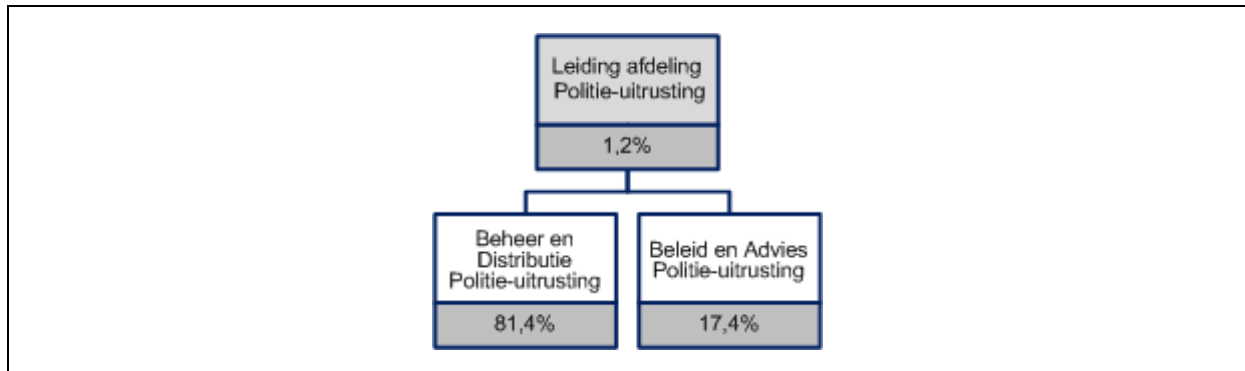 Leiding afdeling
Politie-uitrusting
1,2%
Beheer en
Distributie
Politie-uitrusting
81,4%
Beleid en Advies
Politie-uitrusting
17,4%